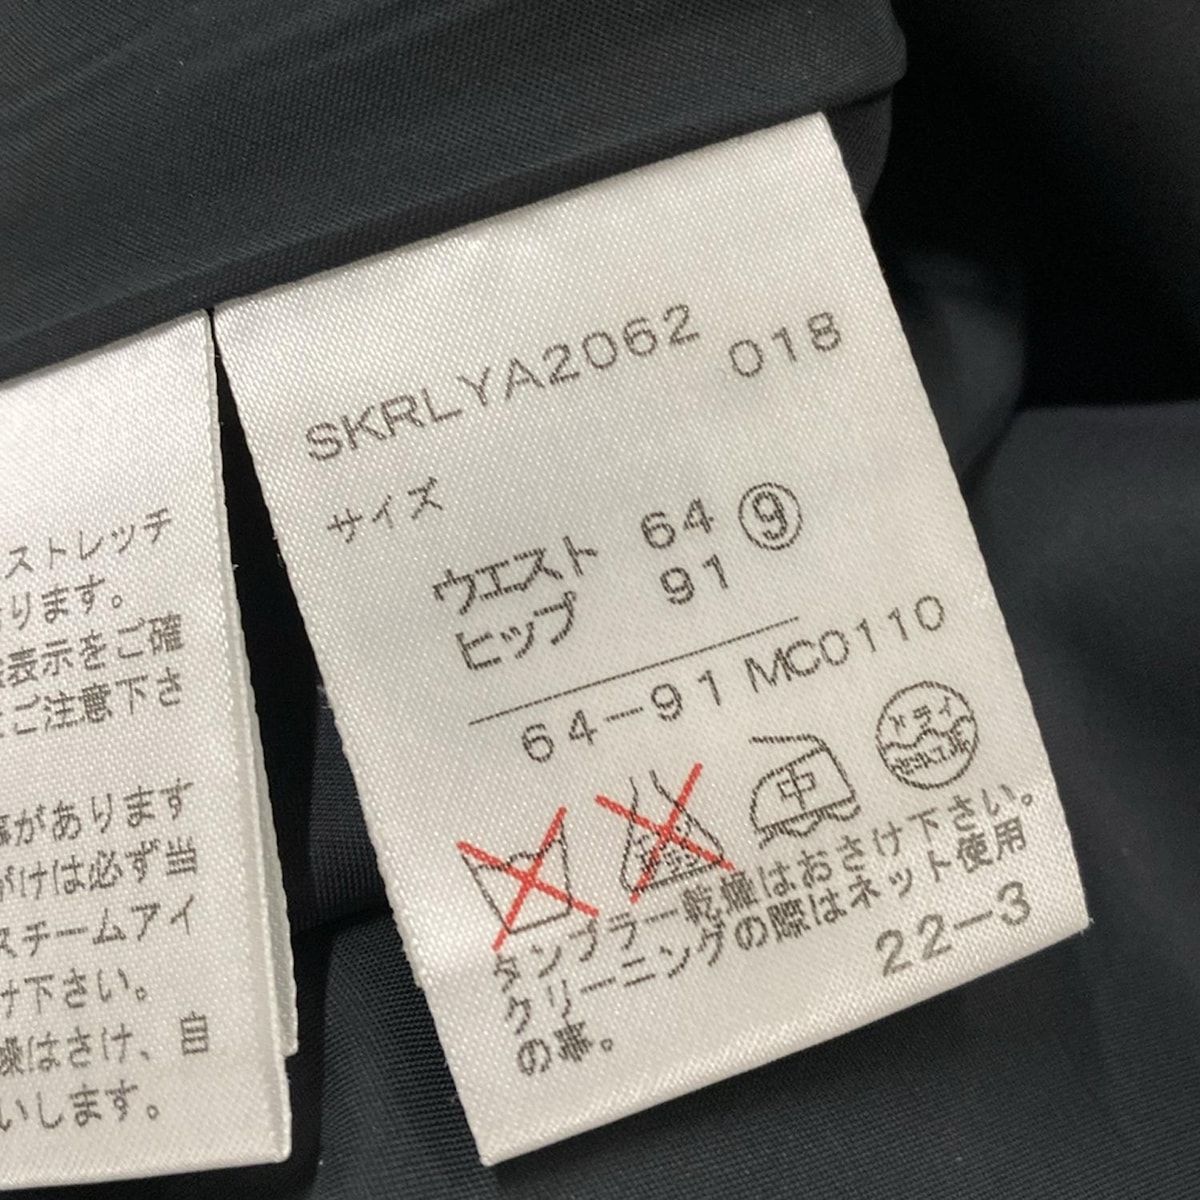 ストレッチ
ります。
表示をご確
ご注意下さ
があります
がけは必ず当
スチームアイ
け下さい。
燥はさけ、自
いします。
SKRLYA2062
018
サイズ
ウエスト 64 ⑨
ヒップ 91
64-91 MC0110
中
ドライ
セキユ系
タンブラー乾燥はおさけ下さい。
クリーニングの際はネット使用
の事。
22-3